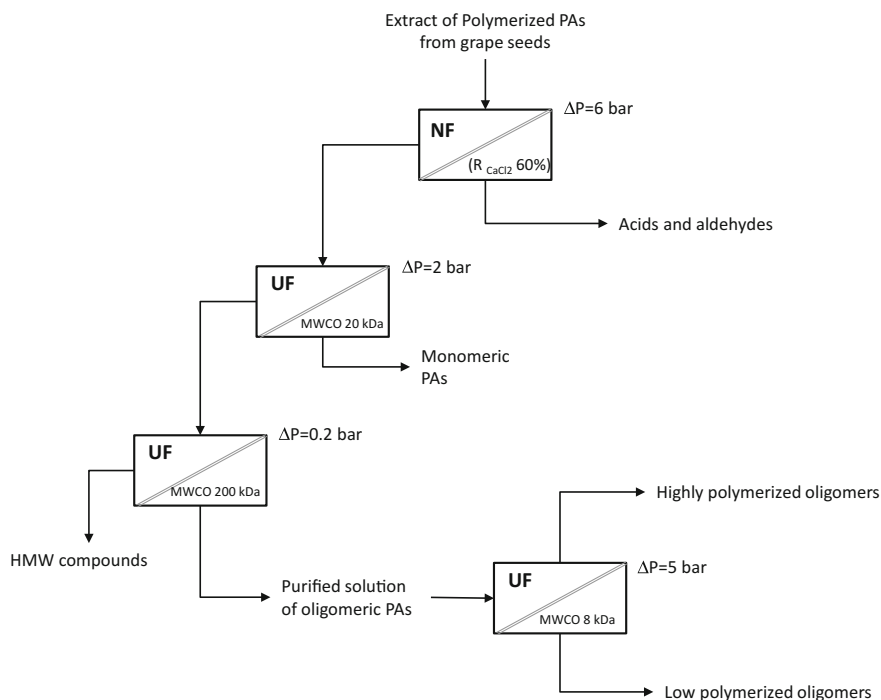 Extract of Polymerized PAs
from grape seeds
ΔP=6 bar
NF
(R CaCl2 60%)
Acids and aldehydes
ΔP=2 bar
UF
MWCO 20 kDa
Monomeric
PAs
ΔP=0.2 bar
UF
MWCO 200 kDa
HMW compounds
Purified solution
of oligomeric PAs
Highly polymerized oligomers
ΔP=5 bar
UF
MWCO 8 kDa
Low polymerized oligomers